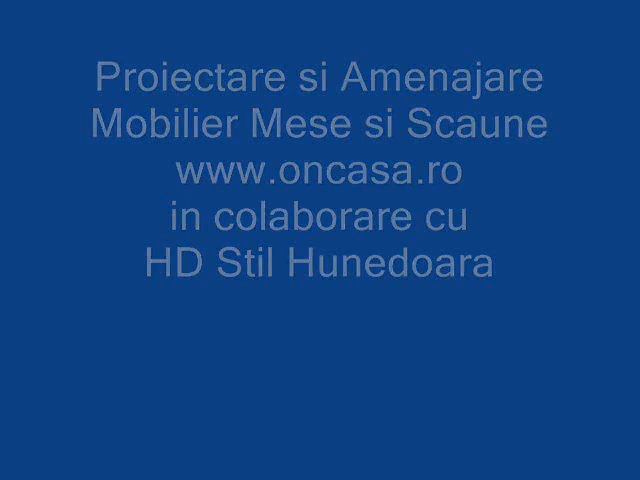 Proiectare si Amenajare
Mobilier Mese si Scaune
www.oncasa.ro
in colaborare cu
HD Stil Hunedoara